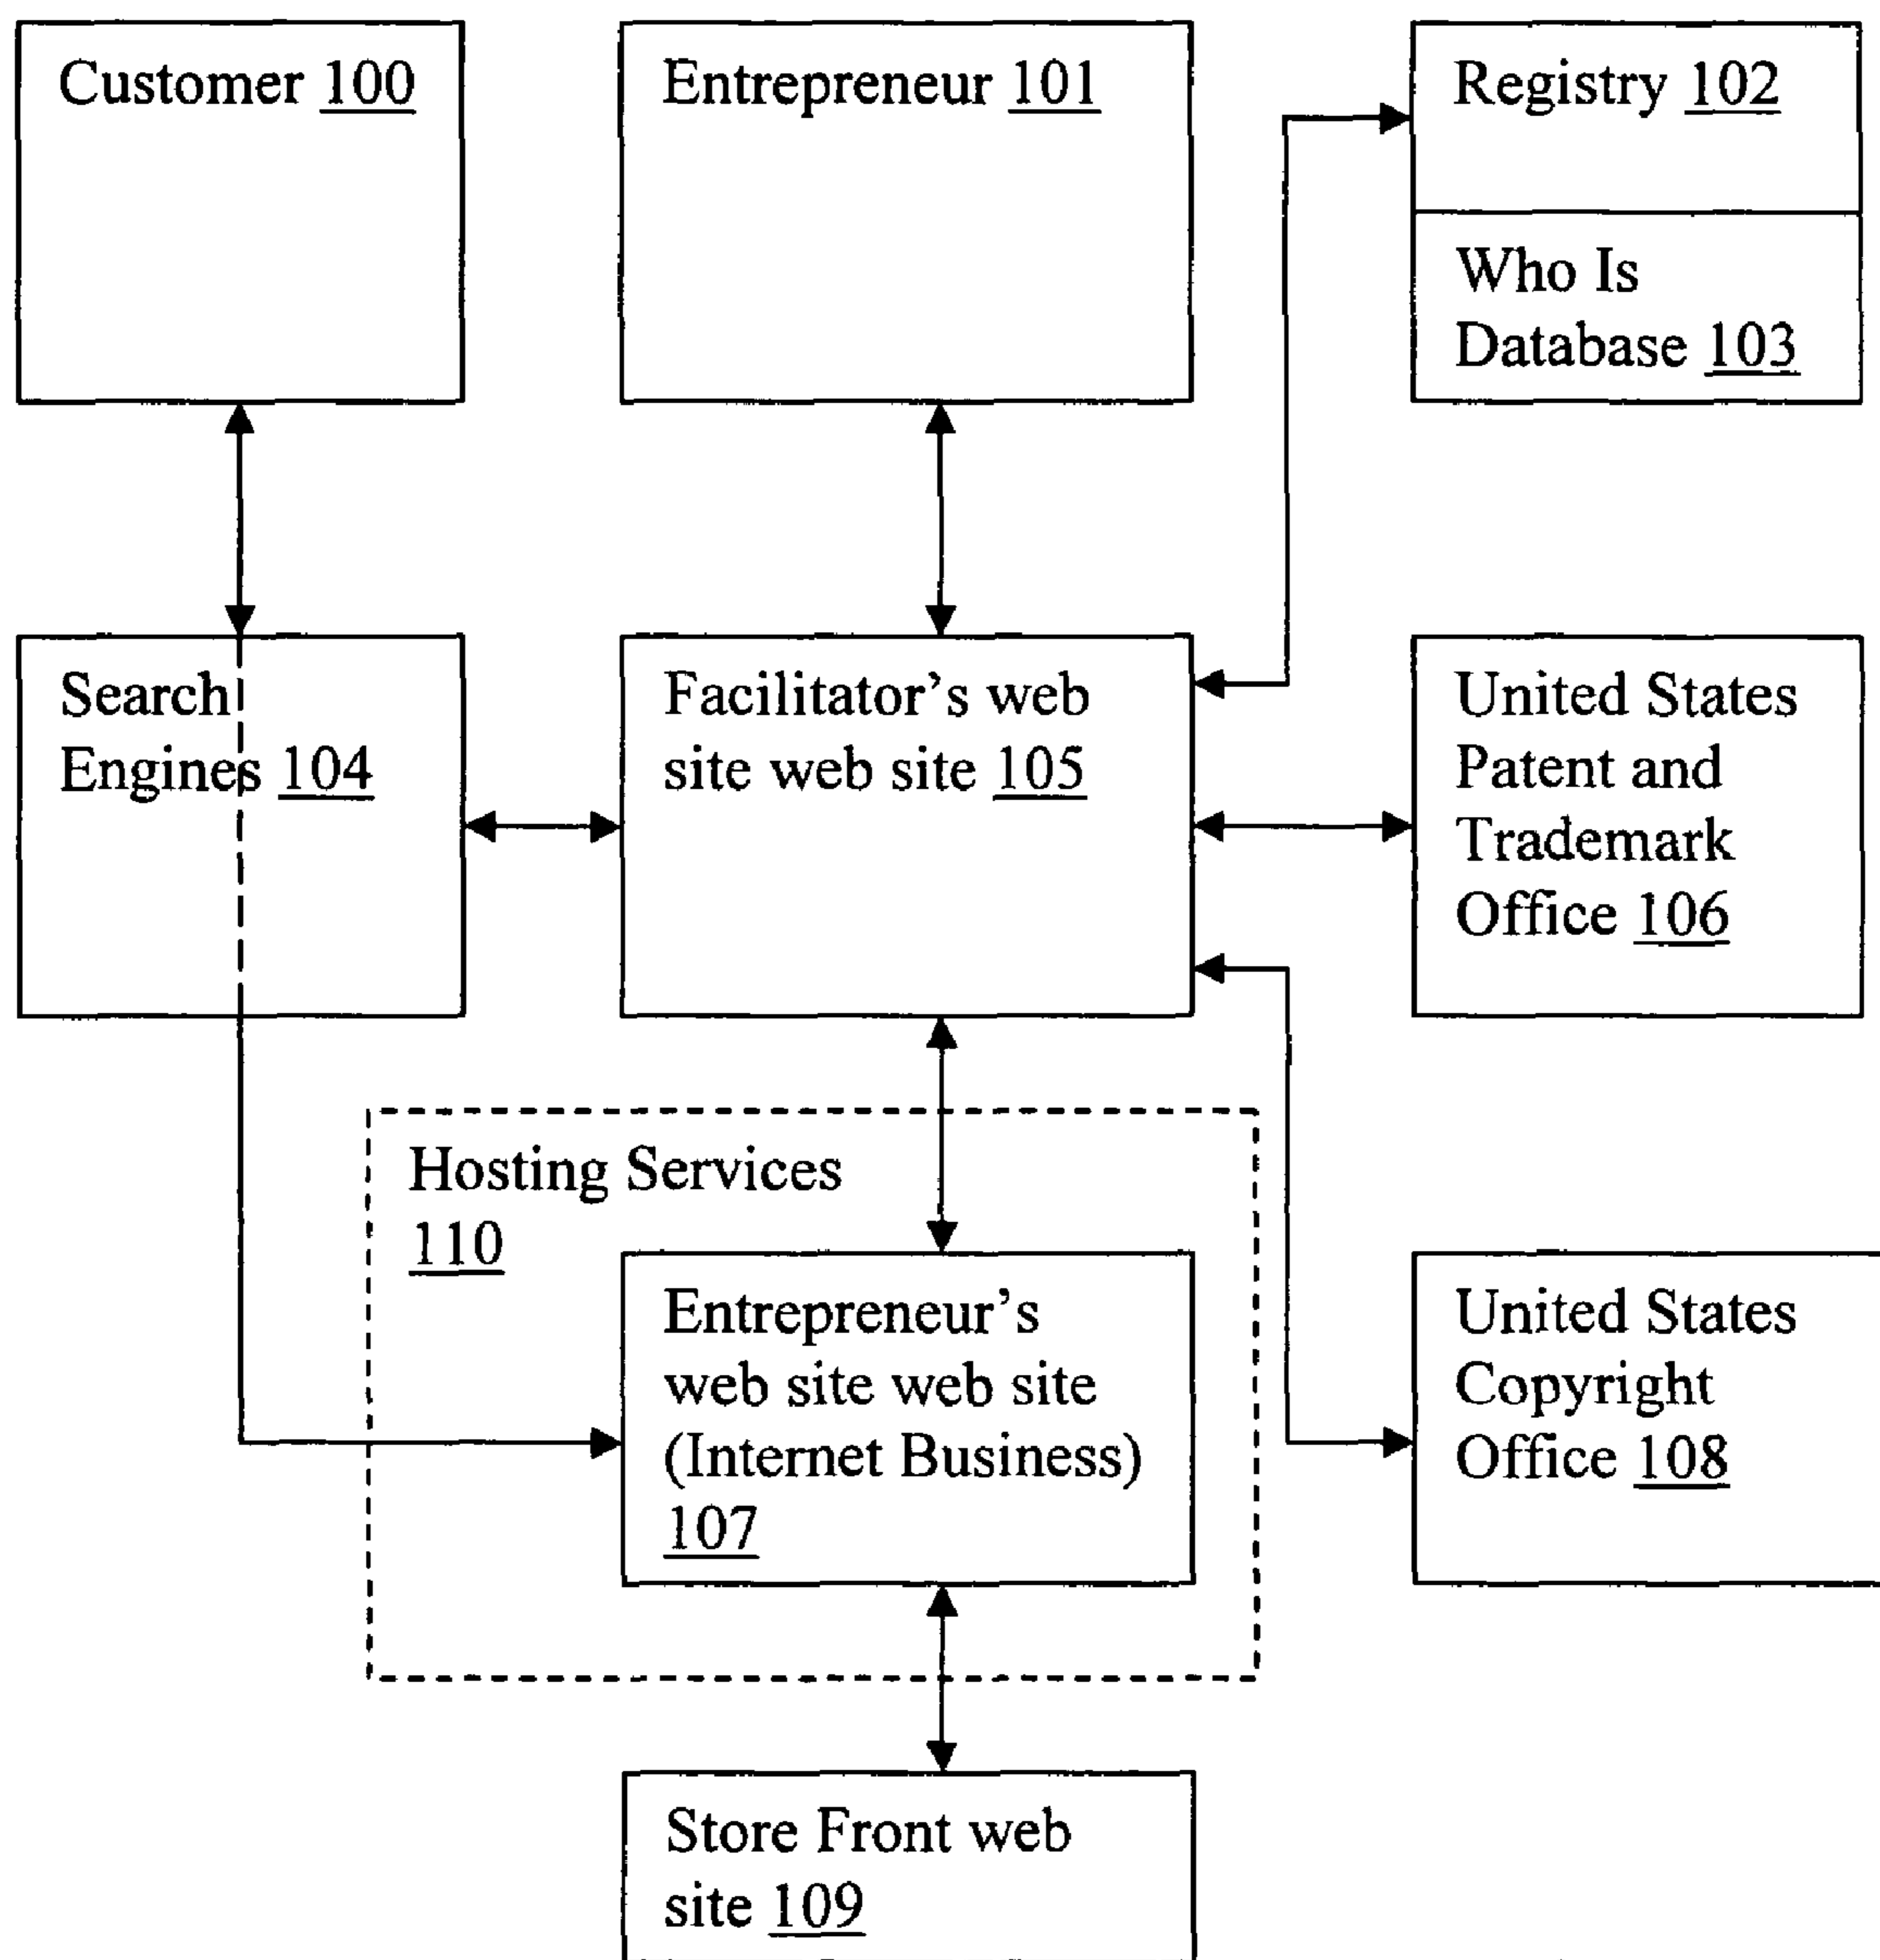 Customer 100
Entrepreneur 101
Registry 102
Who Is
Database 103
Search
Engines 104
Facilitator’s web
site web site 105
United States
Patent and
Trademark
Office 106
Hosting Services
110
Entrepreneur’s
web site web site
(Internet Business)
107
United States
Copyright
Office 108
Store Front web
site 109